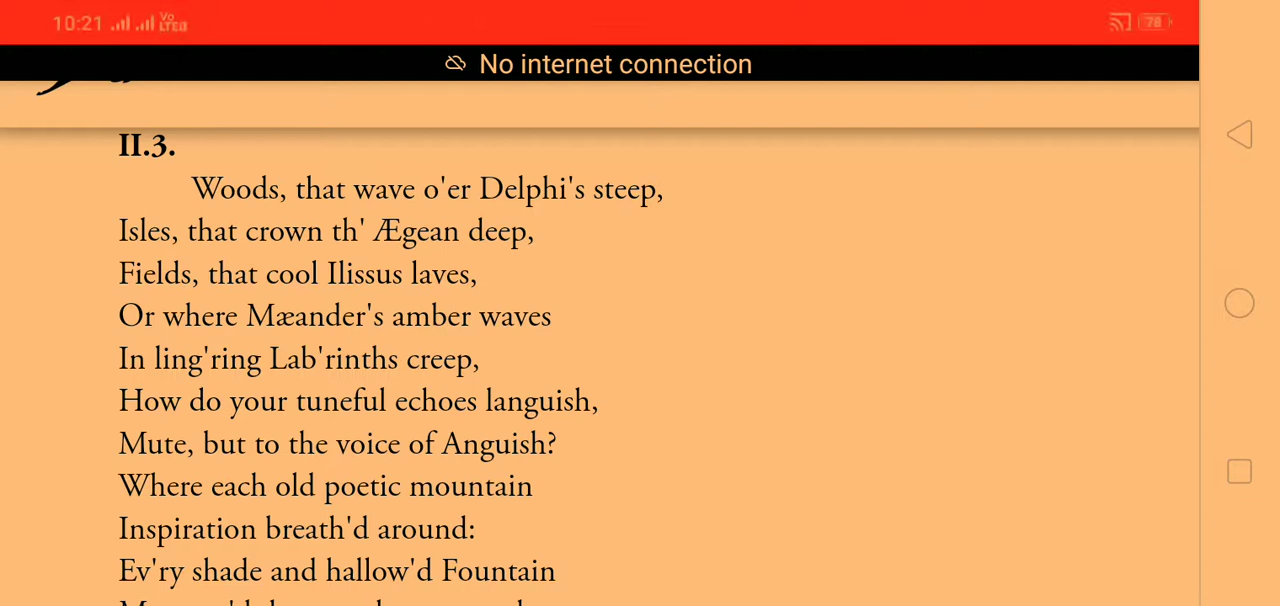 10:21 Vo LTE 78
No internet connection
II.3.
Woods, that wave o'er Delphi's steep,
Isles, that crown th' Ægean deep,
Fields, that cool Ilissus laves,
Or where Mæander's amber waves
In ling'ring Lab'rinths creep,
How do your tuneful echoes languish,
Mute, but to the voice of Anguish?
Where each old poetic mountain
Inspiration breath'd around:
Ev'ry shade and hallow'd Fountain